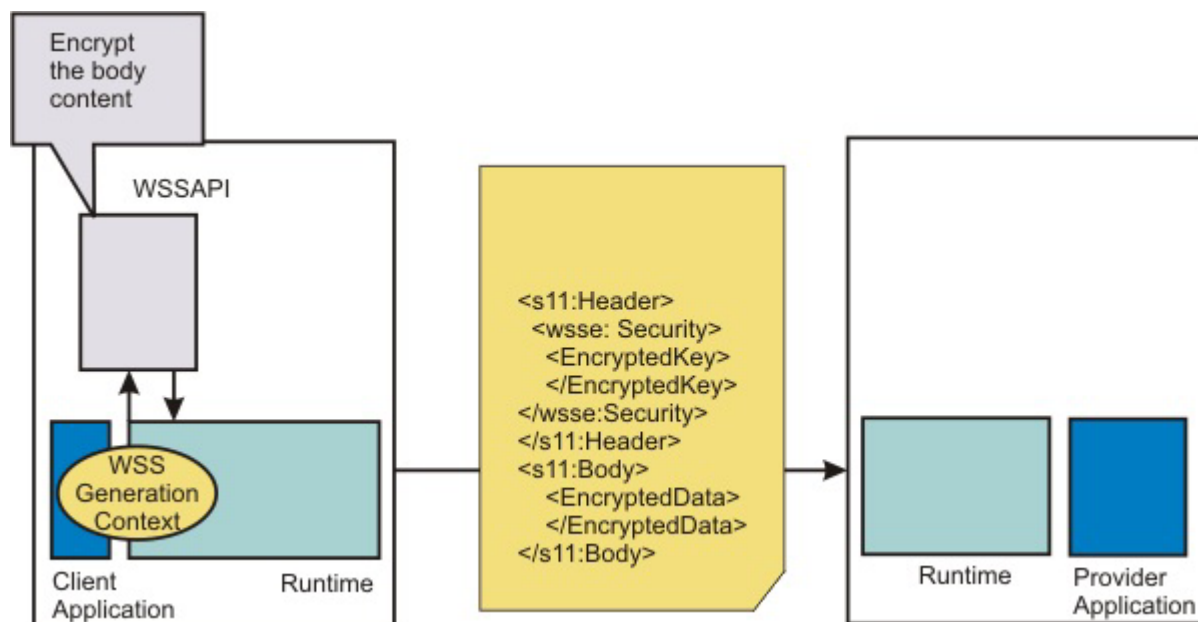 Encrypt
the body
content
WSSAPI
WSS
Generation
Context
Client
Application
Runtime
<s11:Header>
<wsse: Security>
<EncryptedKey>
</EncryptedKey>
</wsse:Security>
</s11:Header>
<s11:Body>
<EncryptedData>
</EncryptedData>
</s11:Body>
Runtime
Provider
Application